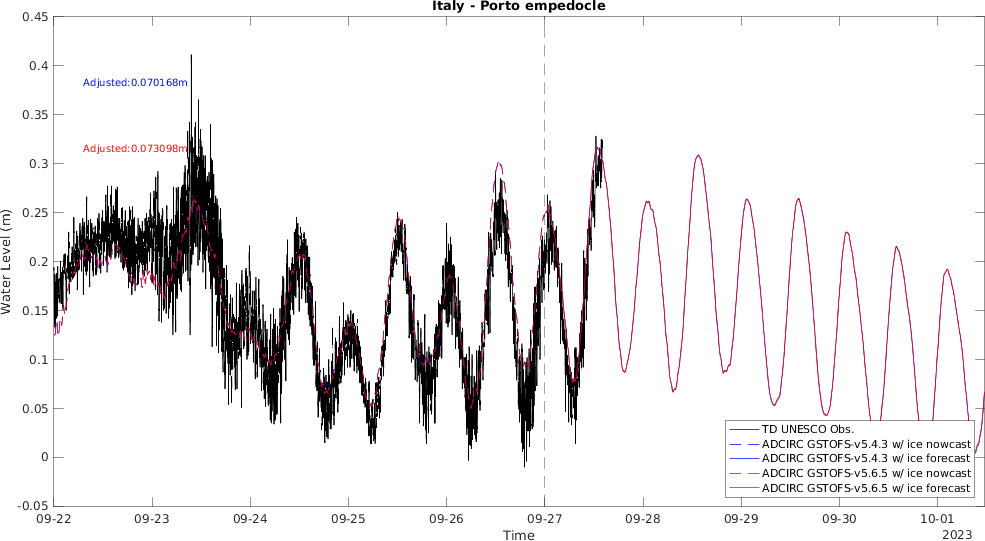 Italy - Porto empedocle
0.45
0.4
0.35
0.3
0.25
0.2
0.15
0.1
0.05
0
-0.05
Water Level (m)
Adjusted:0.070168m
Adjusted:0.073098m
TD UNESCO Obs.
ADCIRC GSTOFS-v5.4.3 w/ ice nowcast
ADCIRC GSTOFS-v5.4.3 w/ ice forecast
ADCIRC GSTOFS-v5.6.5 w/ ice nowcast
ADCIRC GSTOFS-v5.6.5 w/ ice forecast
09-22 09-23 09-24 09-25 09-26 09-27 09-28 09-29 09-30 10-01
Time
2023